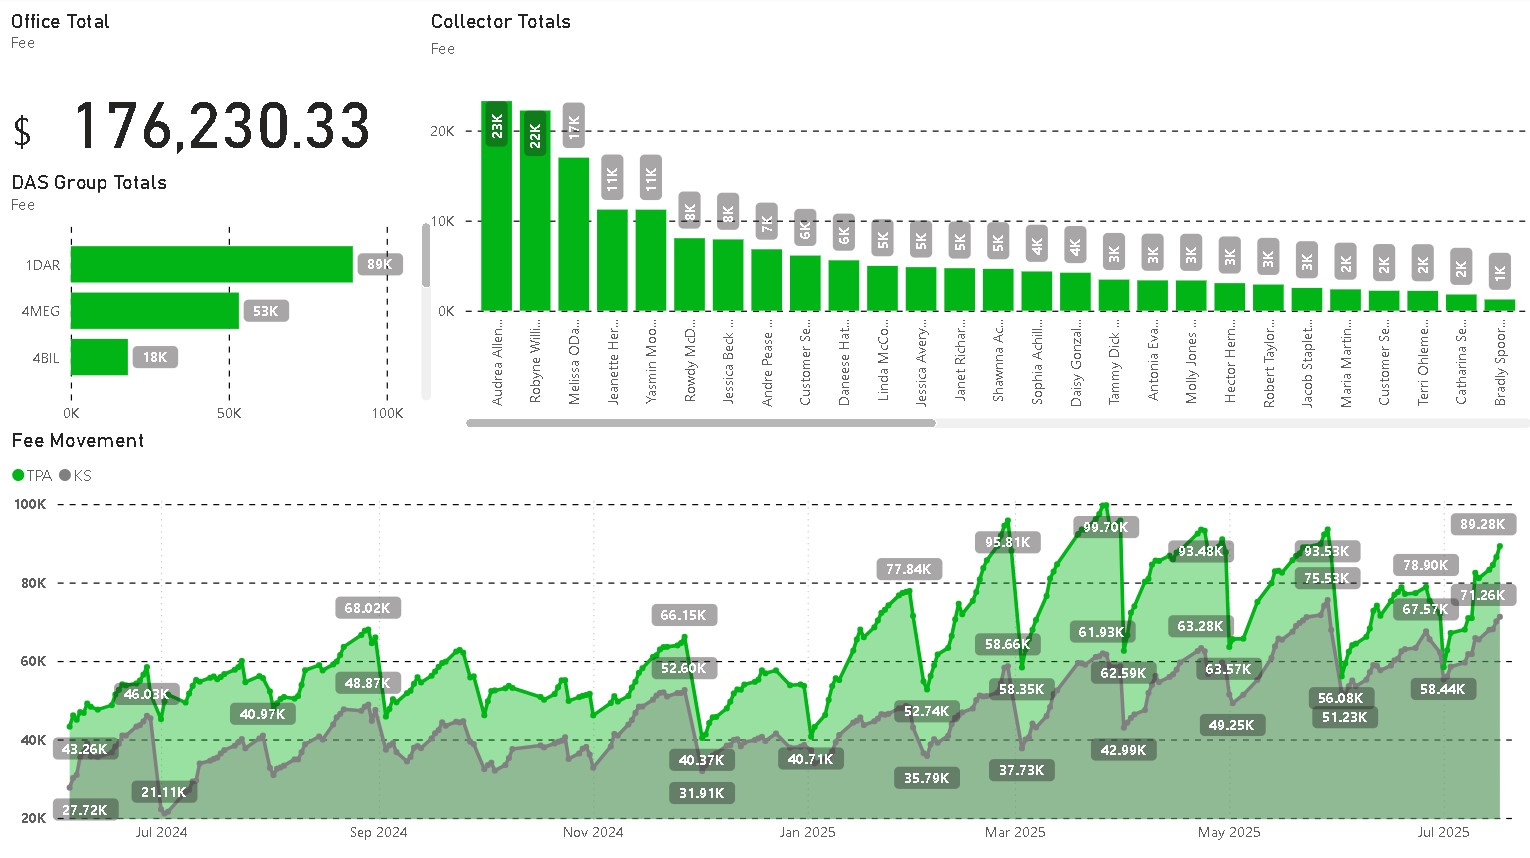 Office Total
Fee
$ 176,230.33
DAS Group Totals
Fee
1DAR
89K
4MEG
53K
4BIL
18K
0K
50K
100K
Collector Totals
Fee
20K
10K
0K
23K
22K
17K
11K
11K
8K
8K
7K
6K
6K
5K
5K
5K
5K
4K
4K
3K
3K
3K
3K
3K
3K
2K
2K
2K
2K
1K
Audrea Allen...
Robyne Willi...
Melissa ODa...
Jeanette Her...
Yasmin Moo...
Rowdy McD...
Jessica Beck ...
Andre Pease ...
Customer Se...
Daneese Hat...
Linda McCo...
Jessica Avery...
Janet Richar...
Shawnna Ac...
Sophia Achill...
Daisy Gonzal...
Tammy Dick ...
Antonia Eva...
Molly Jones ...
Hector Hern...
Robert Taylor...
Jacob Staplet...
Maria Martin...
Customer Se...
Terri Ohleme...
Catharina Se...
Bradly Spoor...
Fee Movement
TPA KS
100K
80K
60K
40K
20K
43.26K
27.72K
46.03K
21.11K
40.97K
68.02K
48.87K
66.15K
52.60K
40.37K
31.91K
40.71K
77.84K
52.74K
35.79K
95.81K
58.66K
58.35K
37.73K
99.70K
61.93K
62.59K
42.99K
93.48K
63.28K
63.57K
49.25K
93.53K
75.53K
56.08K
51.23K
78.90K
67.57K
58.44K
89.28K
71.26K
Jul 2024
Sep 2024
Nov 2024
Jan 2025
Mar 2025
May 2025
Jul 2025